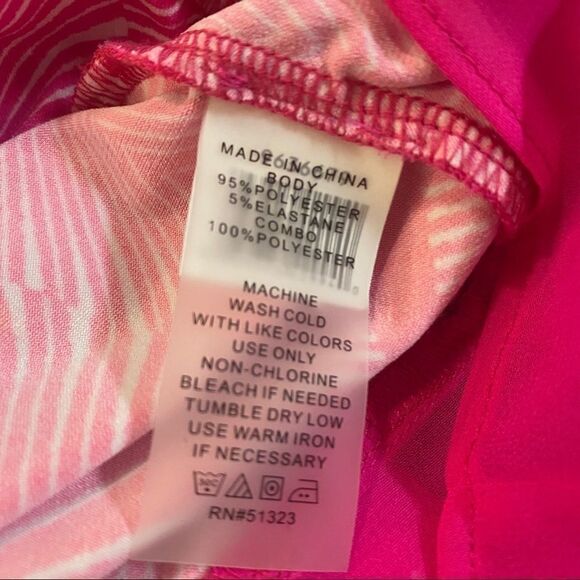 MADE IN CHINA
BODY
95%POLYESTER
5%ELASTANE
COMBO
100%POLYESTER
MACHINE
WASH COLD
WITH LIKE COLORS
USE ONLY
NON-CHLORINE
BLEACH IF NEEDED
TUMBLE DRY LOW
USE WARM IRON
IF NECESSARY
30C
RN#51323